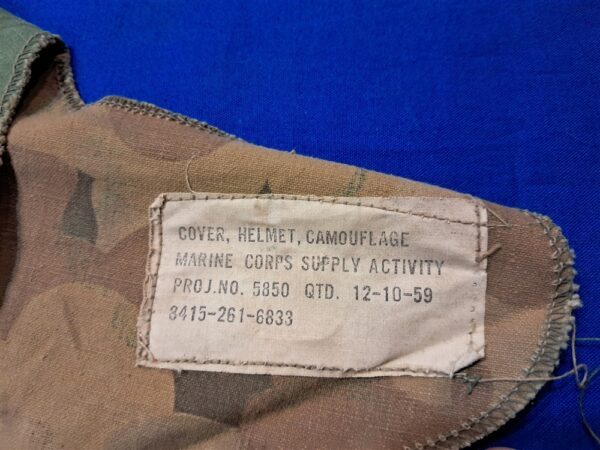 COVER, HELMET, CAMOUFLAGE
MARINE CORPS SUPPLY ACTIVITY
PROJ.NO. 5850 QTD. 12-10-59
8415-261-6833